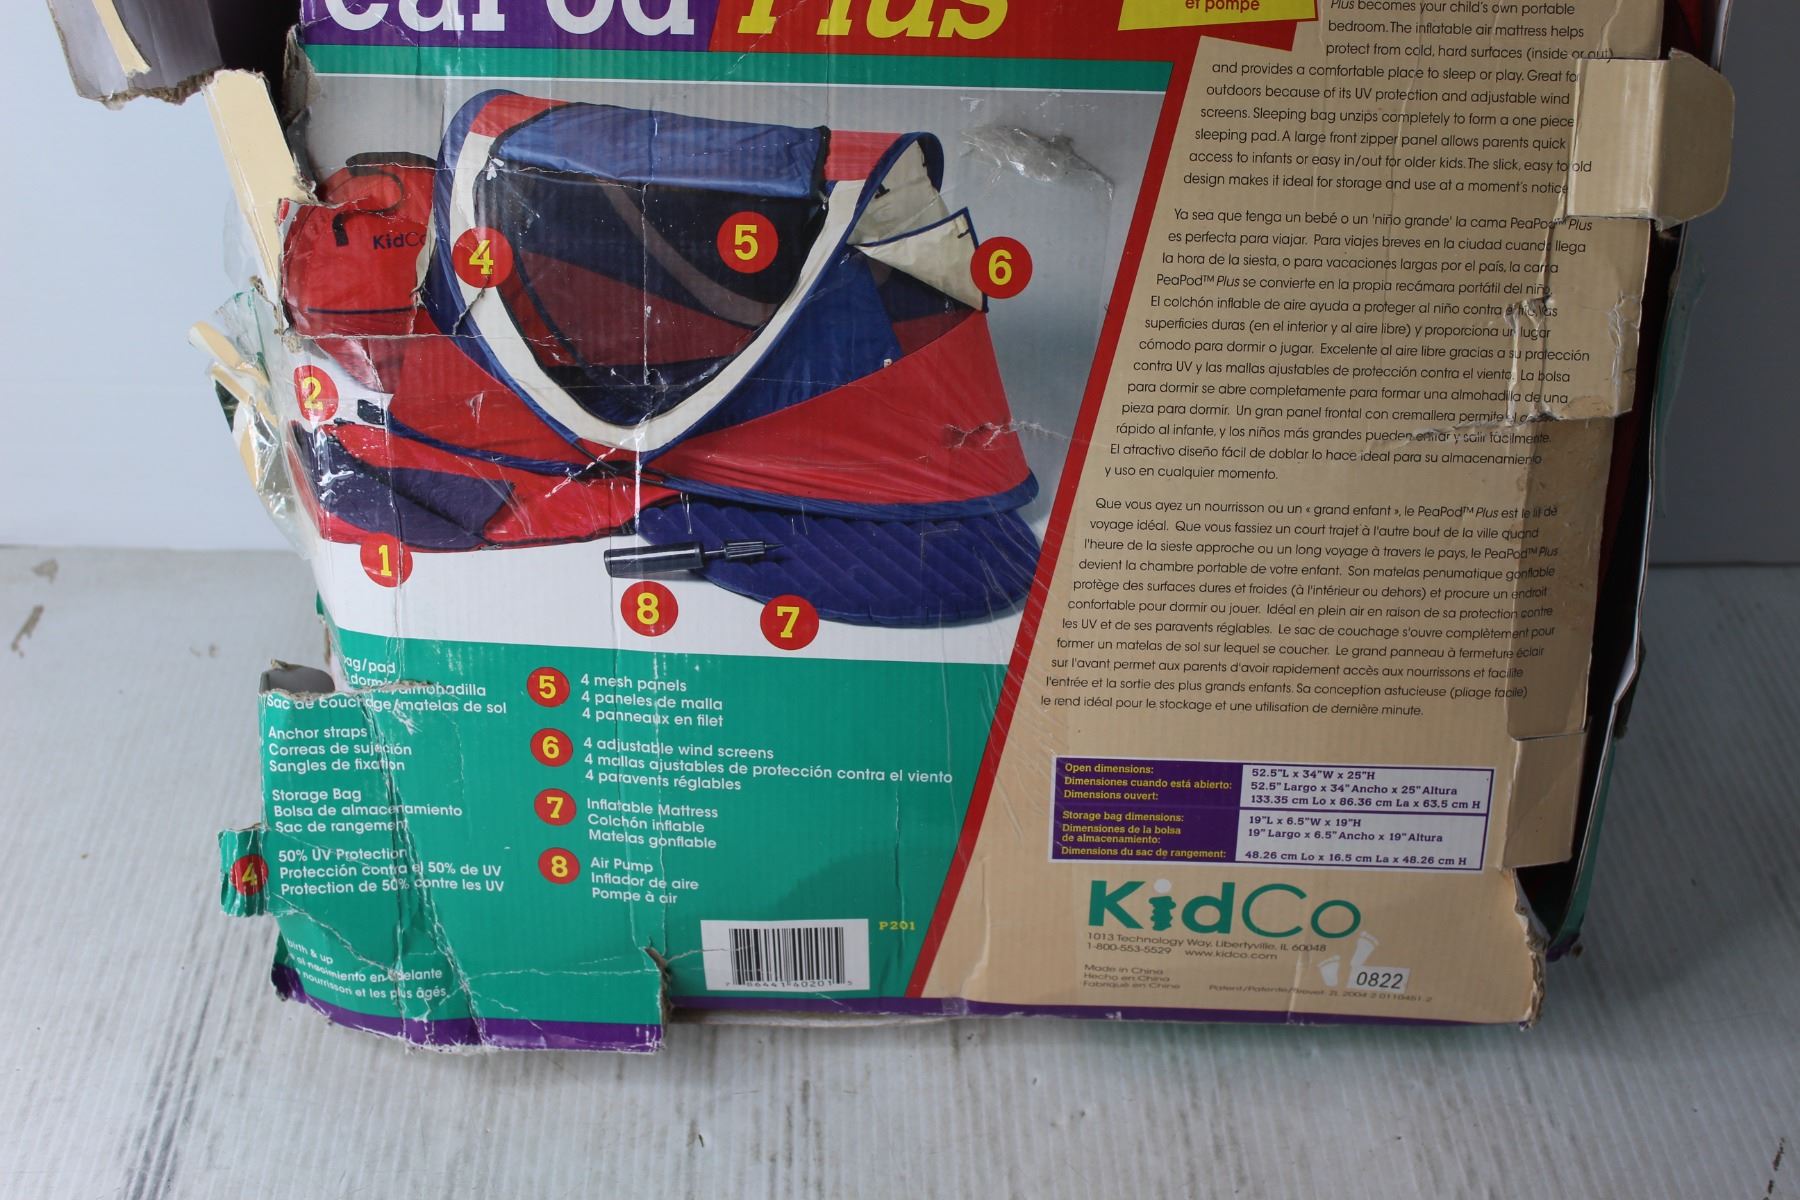 Plus
et pompe
Plus becomes your child's own portable
bedroom. The inflatable air mattress helps
protect from cold, hard surfaces (inside or out)
and provides a comfortable place to sleep or play. Great for
outdoors because of its UV protection and adjustable wind
screens. Sleeping bag unzips completely to form a one piece
sleeping pad. A large front zipper panel allows parents quick
access to infants or easy in/out for older kids. The slick, easy to old
design makes it ideal for storage and use at a moment's notice
Ya sea que tenga un bebé o un 'niño grande' la cama PeaPod™ Plus
es perfecta para viajar. Para viajes breves en la ciudad cuando llega
la hora de la siesta, o para vacaciones largas por el país, la cama
PeaPod™ Plus se convierte en la propia recámara portátil del niño.
El colchón inflable de aire ayuda a proteger al niño contra
superficies duras (en el interior y al aire libre) y proporciona un lugar
cómodo para dormir o jugar. Excelente al aire libre gracias a su protección
contra UV y las mallas ajustables de protección contra el viento. La bolsa
para dormir se abre completamente para formar una almohadilla de una
pieza para dormir. Un gran panel frontal con cremallera permite
rápido al infante, y los niños más grandes pueden entrar y salir fácilmente.
El atractivo diseño fácil de doblar lo hace ideal para su almacenamiento
y uso en cualquier momento.
Que vous ayez un nourrisson ou un « grand enfant », le PeaPod™ Plus est le lit de
voyage idéal. Que vous fassiez un court trajet à l'autre bout de la ville quand
l'heure de la sieste approche ou un long voyage à travers le pays, le PeaPod™ Plus
devient la chambre portable de votre enfant. Son matelas penumatique gonflable
protège des surfaces dures et froides (à l'intérieur ou dehors) et procure un endroit
confortable pour dormir ou jouer. Idéal en plein air en raison de sa protection contre
les UV et de ses paravents réglables. Le sac de couchage s'ouvre complètement pour
former un matelas de sol sur lequel se coucher. Le grand panneau à fermeture éclair
sur l'avant permet aux parents d'avoir rapidement accès aux nourrissons et facilite
l'entrée et la sortie des plus grands enfants. Sa conception astucieuse (pliage facile)
le rend idéal pour le stockage et une utilisation de dernière minute.
KidCo
4
5
6
2
1
8
7
ag/pad
dormir/almohadilla
Sac de couchage/matelas de sol
Anchor straps
Correas de sujeción
Sangles de fixation
Storage Bag
Bolsa de almacenamiento
Sac de rangement
4
50% UV Protection
Protección contra el 50% de UV
Protection de 50% contre les UV
birth & up
nacimiento en adelante
nourrisson et les plus âgés
5
4 mesh panels
4 paneles de malla
4 panneaux en filet
6
4 adjustable wind screens
4 mallas ajustables de protección contra el viento
4 paravents réglables
7
Inflatable Mattress
Colchón inflable
Matelas gonflable
8
Air Pump
Inflador de aire
Pompe à air
P201
7 86441 40201 5
Open dimensions:
Dimensiones cuando está abierto:
Dimensions ouvert:
52.5"L x 34"W x 25"H
52.5" Largo x 34" Ancho x 25" Altura
133.35 cm Lo x 86.36 cm La x 63.5 cm H
Storage bag dimensions:
Dimensiones de la bolsa
de almacenamiento:
Dimensions du sac de rangement:
19"L x 6.5"W x 19"H
19" Largo x 6.5" Ancho x 19" Altura
48.26 cm Lo x 16.5 cm La x 48.26 cm H
KidCo
1013 Technology Way, Libertyville, IL 60048
1-800-553-5529 www.kidco.com
Made in China
Hecho en China
Fabriqué en Chine
Patent/Patente/Brevet: ZL 2004 2 0110451.2
0822